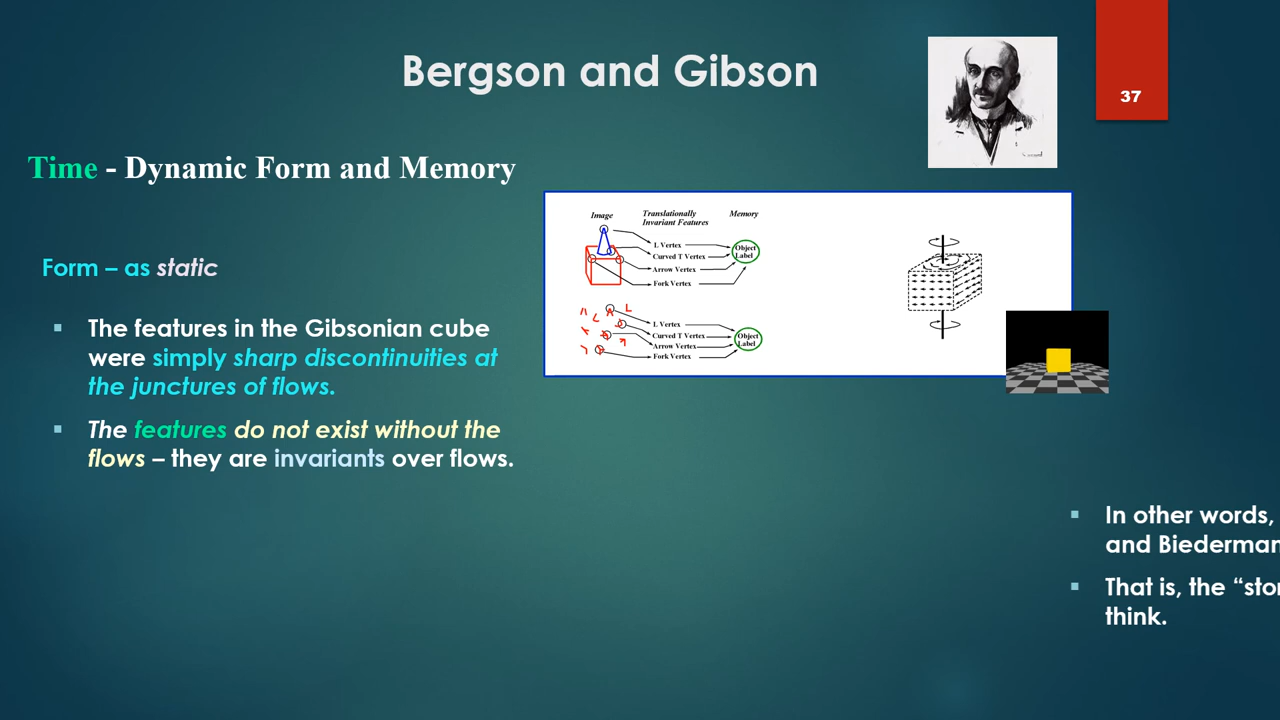 Bergson and Gibson
37
Time - Dynamic Form and Memory
Form – as static
▪ The features in the Gibsonian cube
were simply sharp discontinuities at
the junctures of flows.
▪ The features do not exist without the
flows – they are invariants over flows.
Image
Translationally
Invariant Features
Memory
L Vertex
Curved T Vertex
Arrow Vertex
Fork Vertex
Object
Label
L Vertex
Curved T Vertex
Arrow Vertex
Fork Vertex
Object
Label
▪ In other words,
and Biederman
▪ That is, the “stor
think.